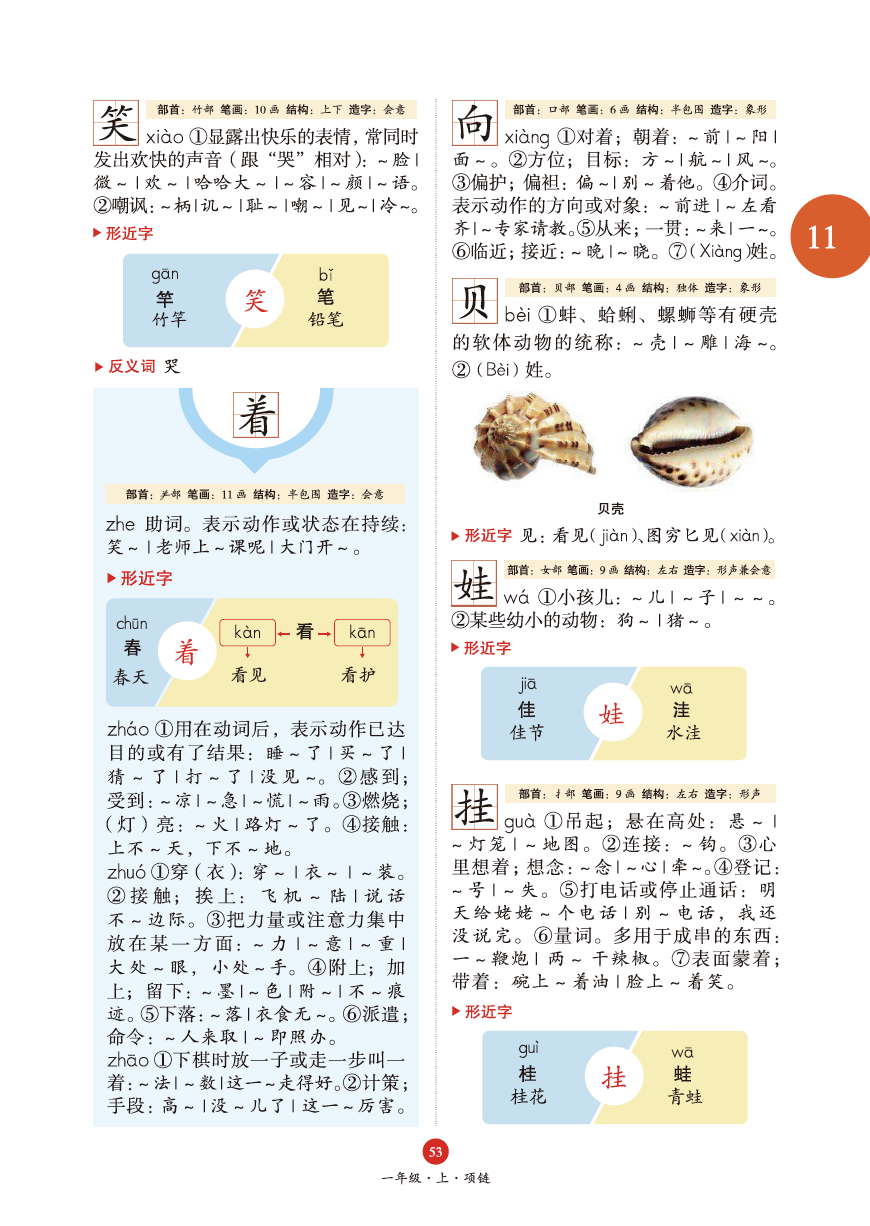 笑
部首：竹部 笔画：10画 结构：上下 造字：会意
xiào ①显露出快乐的表情，常同时
发出欢快的声音（跟“哭”相对）：～脸|
微～|欢～|哈哈大～|～容|～颜|～语。
②嘲讽：～柄|讥～|耻～|嘲～|见～|冷～。
形近字
gān
竿
竹竿
笑
bǐ
笔
铅笔
反义词 哭
着
部首：⺶部 笔画：11画 结构：半包围 造字：会意
zhe 助词。表示动作或状态在持续：
笑～|老师上～课呢|大门开～。
形近字
chūn
春
春天
着
kàn
看
kān
看见
看护
zháo ①用在动词后，表示动作已达
目的或有了结果：睡～了|买～了|
猜～了|打～了|没见～。②感到；
受到：～凉|～急|～慌|～雨。③燃烧；
（灯）亮：～火|路灯～了。④接触：
上不～天，下不～地。
zhuó ①穿（衣）：穿～|衣～|～装。
②接触；挨上：飞机～陆|说话
不～边际。③把力量或注意力集中
放在某一方面：～力|～意|～重|
大处～眼，小处～手。④附上；加
上；留下：～墨|～色|附～|不～痕
迹。⑤下落：～落|衣食无～。⑥派遣；
命令：～人来取|～即照办。
zhāo ①下棋时放一子或走一步叫一
着：～法|～数|这一～走得好。②计策；
手段：高～|没～儿了|这一～厉害。
向
部首：口部 笔画：6画 结构：半包围 造字：象形
xiàng ①对着；朝着：～前|～阳|
面～。②方位；目标：方～|航～|风～。
③偏护；偏袒：偏～|别～着他。④介词。
表示动作的方向或对象：～前进|～左看
齐|～专家请教。⑤从来；一贯：～来|一～。
⑥临近；接近：～晚|～晓。⑦（Xiàng）姓。
贝
部首：贝部 笔画：4画 结构：独体 造字：象形
bèi ①蚌、蛤蜊、螺蛳等有硬壳
的软体动物的统称：～壳|～雕|海～。
②（Bèi）姓。
贝壳
形近字 见：看见（jiàn）、图穷匕见（xiàn）。
娃
部首：女部 笔画：9画 结构：左右 造字：形声兼会意
wá ①小孩儿：～儿|～子|～～。
②某些幼小的动物：狗～|猪～。
形近字
jiā
佳
佳节
娃
wā
洼
水洼
挂
部首：扌部 笔画：9画 结构：左右 造字：形声
guà ①吊起；悬在高处：悬～|
～灯笼|～地图。②连接：～钩。③心
里想着；想念：～念|～心|牵～。④登记：
～号|～失。⑤打电话或停止通话：明
天给姥姥～个电话|别～电话，我还
没说完。⑥量词。多用于成串的东西：
一～鞭炮|两～干辣椒。⑦表面蒙着；
带着：碗上～着油|脸上～着笑。
形近字
guì
桂
桂花
挂
wā
蛙
青蛙
11
53
一年级·上·项链